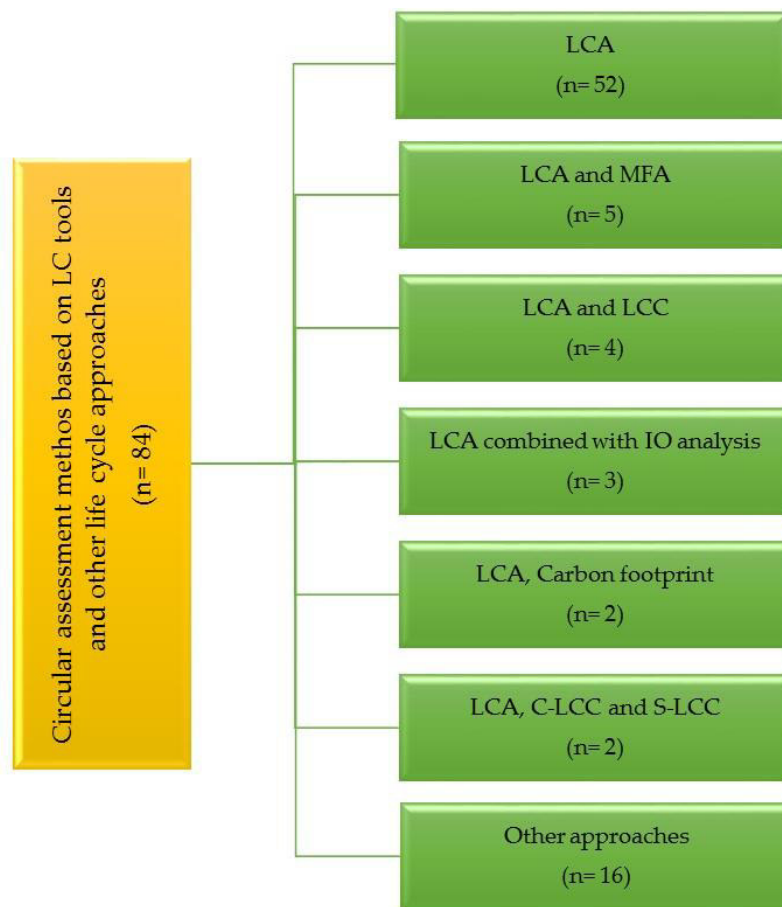 Circular assessment methos based on LC tools
and other life cycle approaches
(n= 84)
LCA
(n= 52)
LCA and MFA
(n= 5)
LCA and LCC
(n= 4)
LCA combined with IO analysis
(n= 3)
LCA, Carbon footprint
(n= 2)
LCA, C-LCC and S-LCC
(n= 2)
Other approaches
(n= 16)